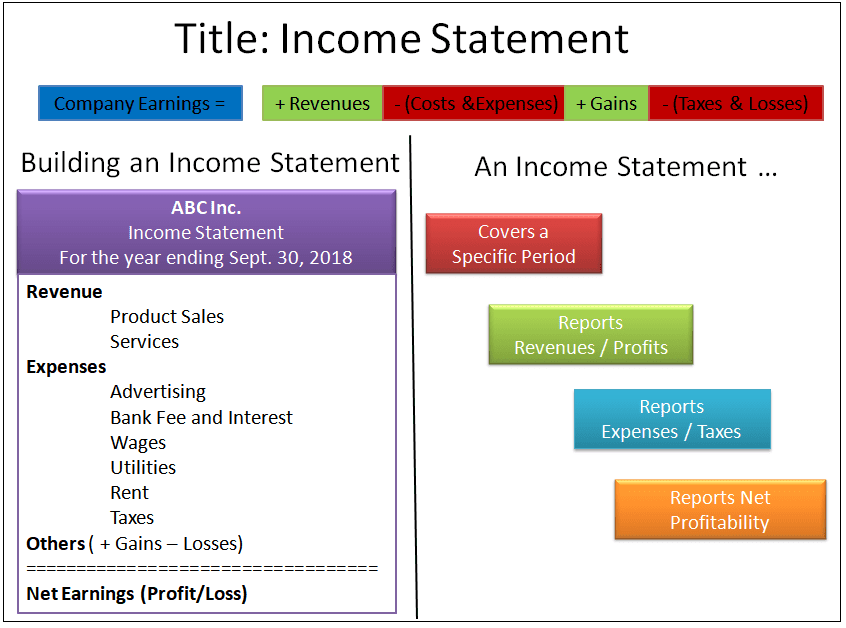 Title: Income Statement
Company Earnings = + Revenues - (Costs &Expenses) + Gains - (Taxes & Losses)
Building an Income Statement
ABC Inc.
Income Statement
For the year ending Sept. 30, 2018
Revenue
Product Sales
Services
Expenses
Advertising
Bank Fee and Interest
Wages
Utilities
Rent
Taxes
Others ( + Gains – Losses)
==================================
Net Earnings (Profit/Loss)
An Income Statement ...
Covers a
Specific Period
Reports
Revenues / Profits
Reports
Expenses / Taxes
Reports Net
Profitability